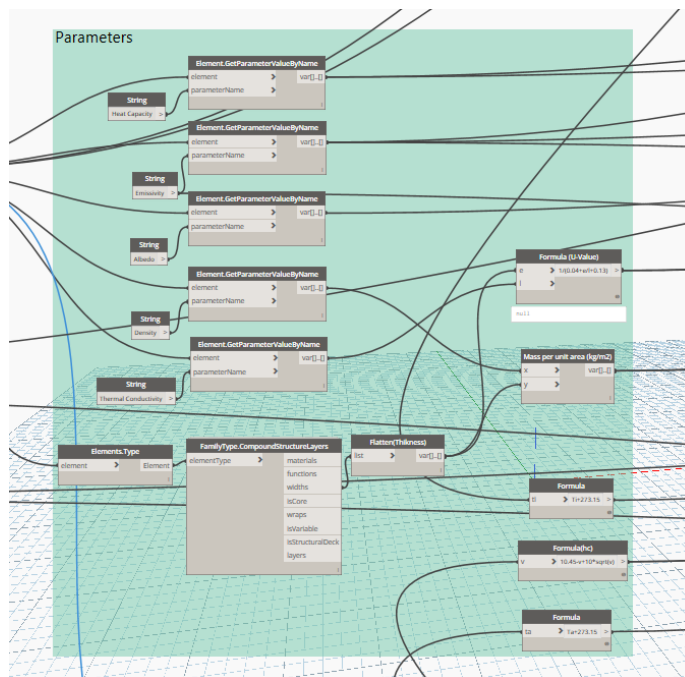 Parameters
Element.GetParameterValueByName
element > var[]..[]
parameterName >
String
Heat Capacity >
Element.GetParameterValueByName
element > var[]..[]
parameterName >
String
Emissivity >
Element.GetParameterValueByName
element > var[]..[]
parameterName >
String
Albedo >
Element.GetParameterValueByName
element > var[]..[]
parameterName >
String
Density >
Element.GetParameterValueByName
element > var[]..[]
parameterName >
String
Thermal Conductivity >
Elements.Type
element > Element
FamilyType.CompoundStructureLayers
elementType > materials
functions
widths
isCore
wraps
isVariable
isStructuralDeck
layers
Flatten(Thikness)
list > var[]..[]
Formula (U-Value)
e > 1/(0.04+e/l+0.13) >
l >
null
Mass per unit area (kg/m2)
x > var[]..[]
y >
Formula
> Ti+273.15 >
Formula(hc)
v > 10.45-v+10*sqrt(v) >
Formula
ta > Ta+273.15 >